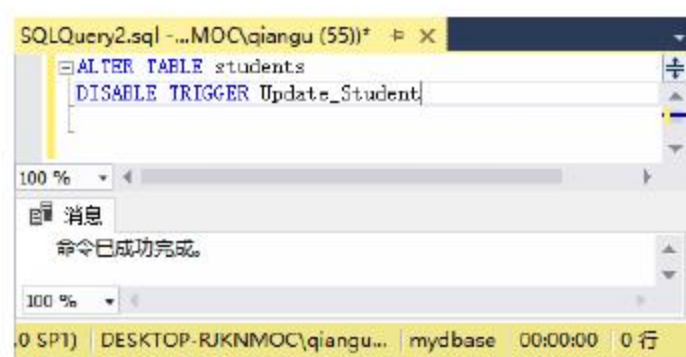 SQLQuery2.sql -...MOC\qiangu (55))*
ALTER TABLE students
DISABLE TRIGGER Update_Student
100 %
消息
命令已成功完成。
100 %
.0 SP1) DESKTOP-RJKNMOC\qiangu... mydbase 00:00:00 0 行